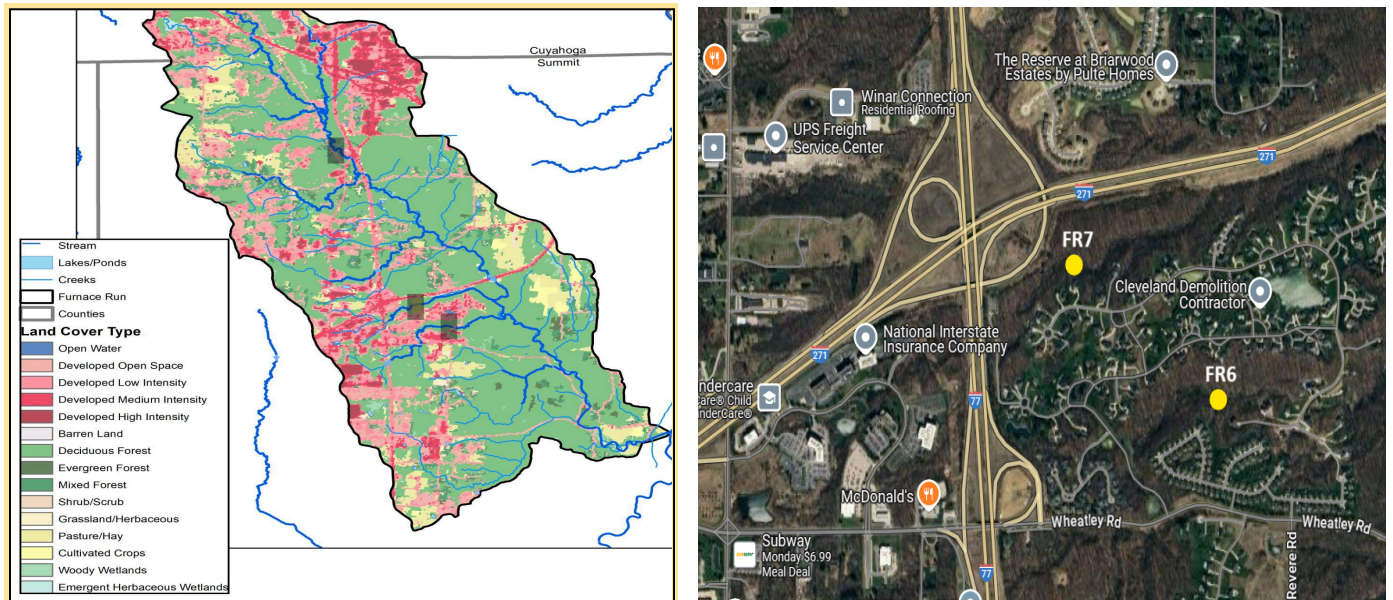 Cuyahoga
Summit
Stream
Lakes/Ponds
Creeks
Furnace Run
Counties
Land Cover Type
Open Water
Developed Open Space
Developed Low Intensity
Developed Medium Intensity
Developed High Intensity
Barren Land
Deciduous Forest
Evergreen Forest
Mixed Forest
Shrub/Scrub
Grassland/Herbaceous
Pasture/Hay
Cultivated Crops
Woody Wetlands
Emergent Herbaceous Wetlands
The Reserve at Briarwood
Estates by Pulte Homes
Winar Connection
Residential Roofing
UPS Freight
Service Center
271
271
FR7
Cleveland Demolition
Contractor
National Interstate
Insurance Company
271
FR6
77
ndercare
Care® Child
inderCare®
McDonald's
Wheatley Rd
Wheatley Rd
Revere Rd
Subway
Monday $6.99
Meal Deal
77